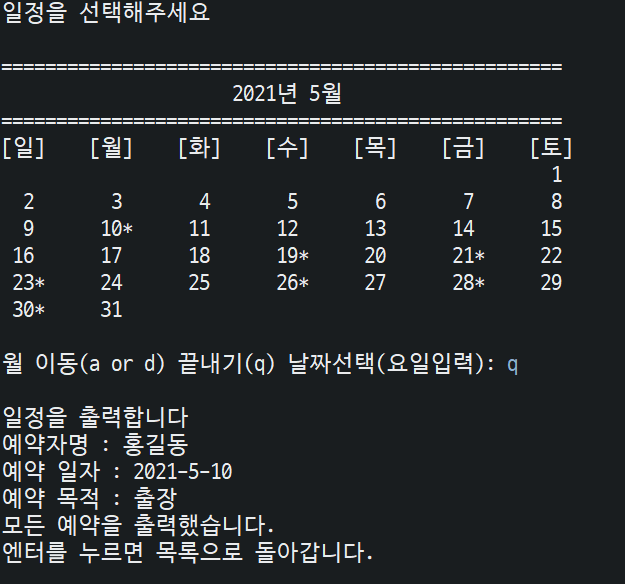 일정을 선택해주세요
===================================================
2021년 5월
===================================================
[일] [월] [화] [수] [목] [금] [토]
1
2 3 4 5 6 7 8
9 10* 11 12 13 14 15
16 17 18 19* 20 21* 22
23* 24 25 26* 27 28* 29
30* 31
월 이동(a or d) 끝내기(q) 날짜선택(요일입력): q
일정을 출력합니다
예약자명 : 홍길동
예약 일자 : 2021-5-10
예약 목적 : 출장
모든 예약을 출력했습니다.
엔터를 누르면 목록으로 돌아갑니다.